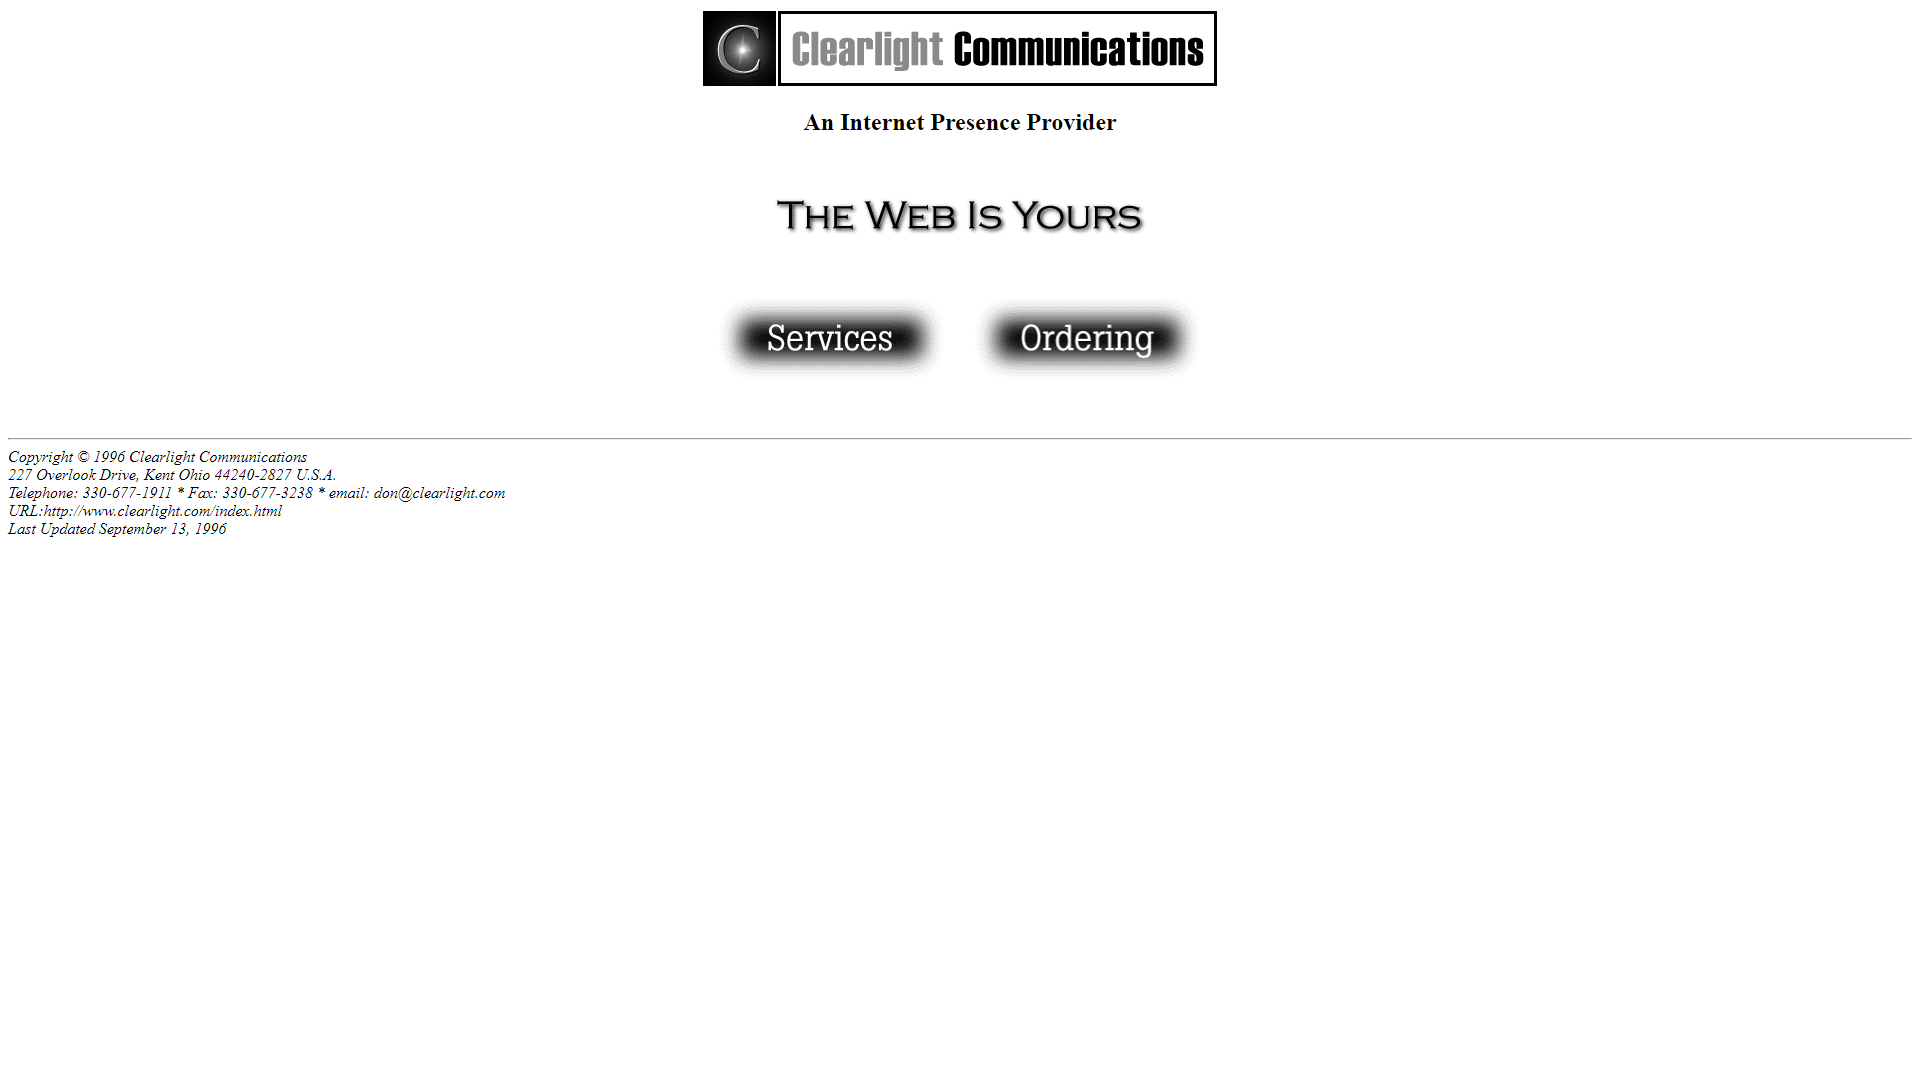 C Clearlight Communications
An Internet Presence Provider
The Web Is Yours
Services Ordering
Copyright © 1996 Clearlight Communications
227 Overlook Drive, Kent Ohio 44240-2827 U.S.A.
Telephone: 330-677-1911 * Fax: 330-677-3238 * email: don@clearlight.com
URL:http://www.clearlight.com/index.html
Last Updated September 13, 1996